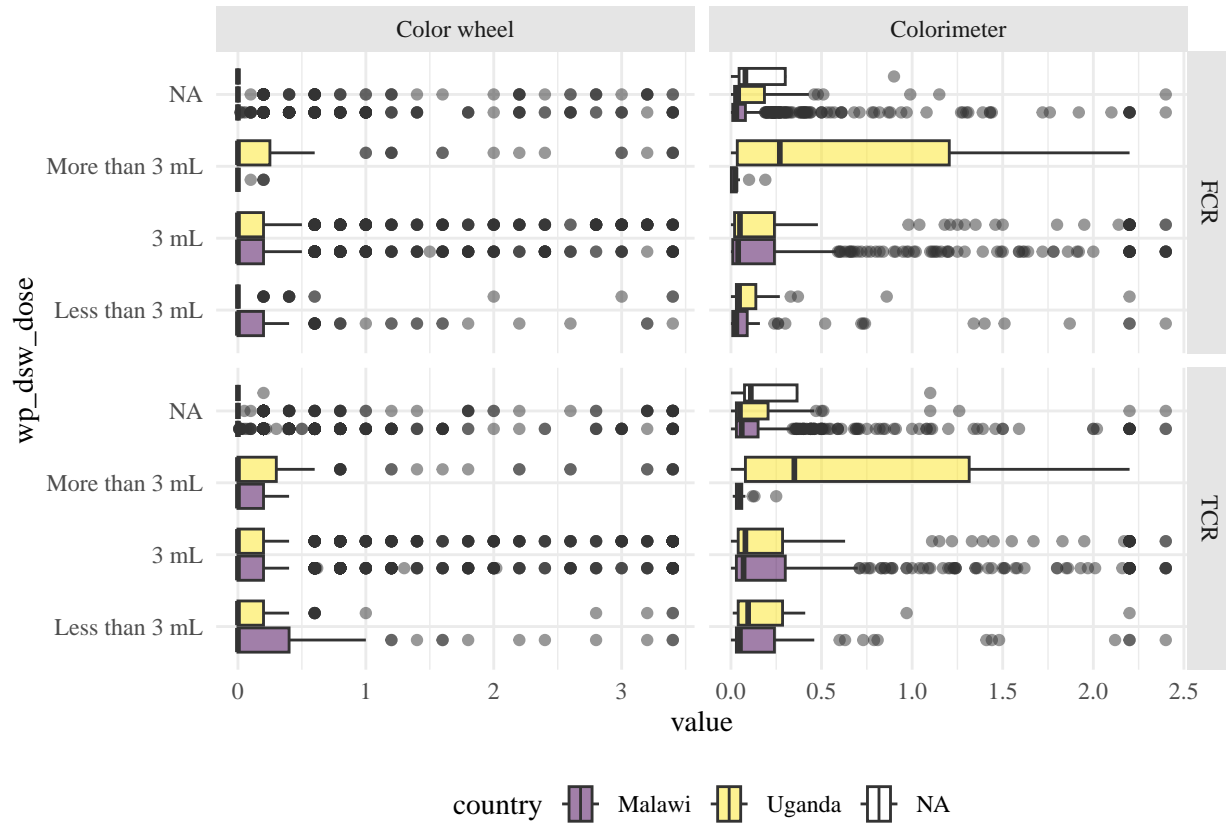 Color wheel
Colorimeter
NA
More than 3 mL
3 mL
Less than 3 mL
FCR
NA
More than 3 mL
3 mL
Less than 3 mL
TCR
wp_dsw_dose
0 1 2 3
0.0 0.5 1.0 1.5 2.0 2.5
value
country Malawi Uganda NA